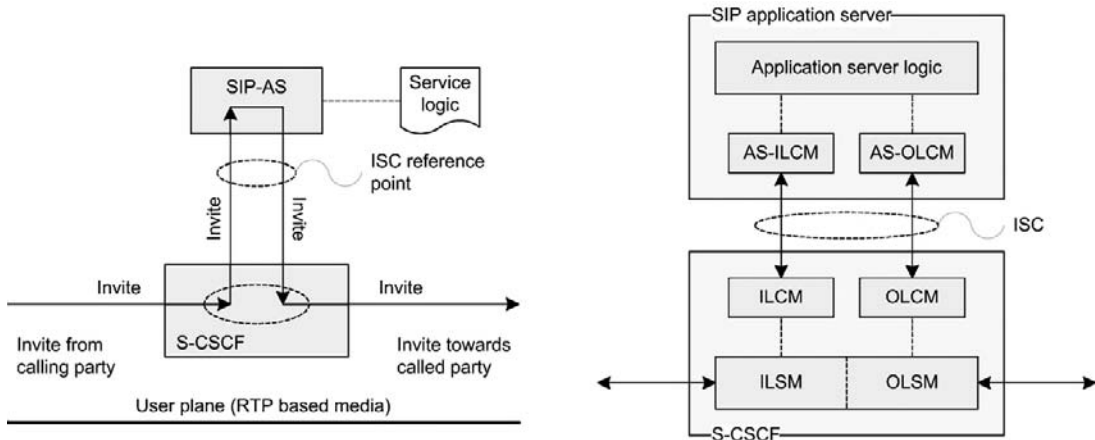 SIP-AS
Service
logic
ISC reference
point
Invite
Invite
Invite
Invite
S-CSCF
Invite from
calling party
Invite towards
called party
User plane (RTP based media)
SIP application server
Application server logic
AS-ILCM
AS-OLCM
ISC
ILCM
OLCM
ILSM
OLSM
S-CSCF